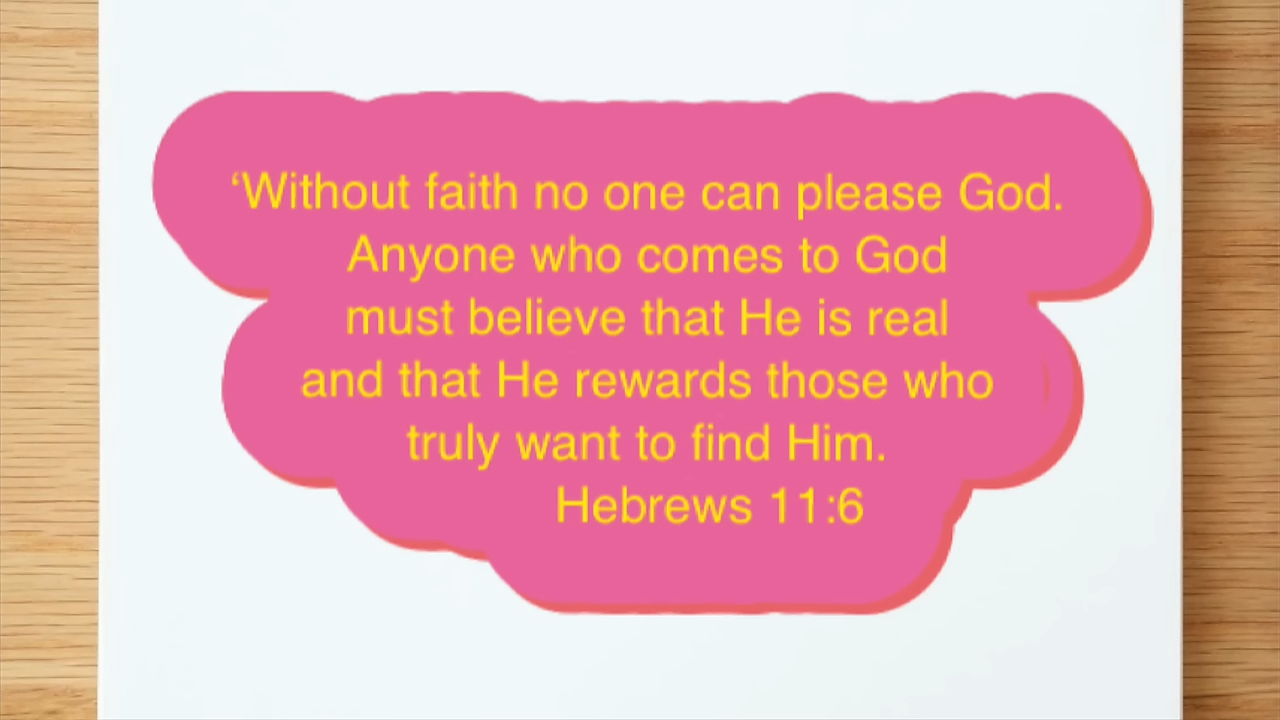 ‘Without faith no one can please God.
Anyone who comes to God
must believe that He is real
and that He rewards those who
truly want to find Him.
Hebrews 11:6